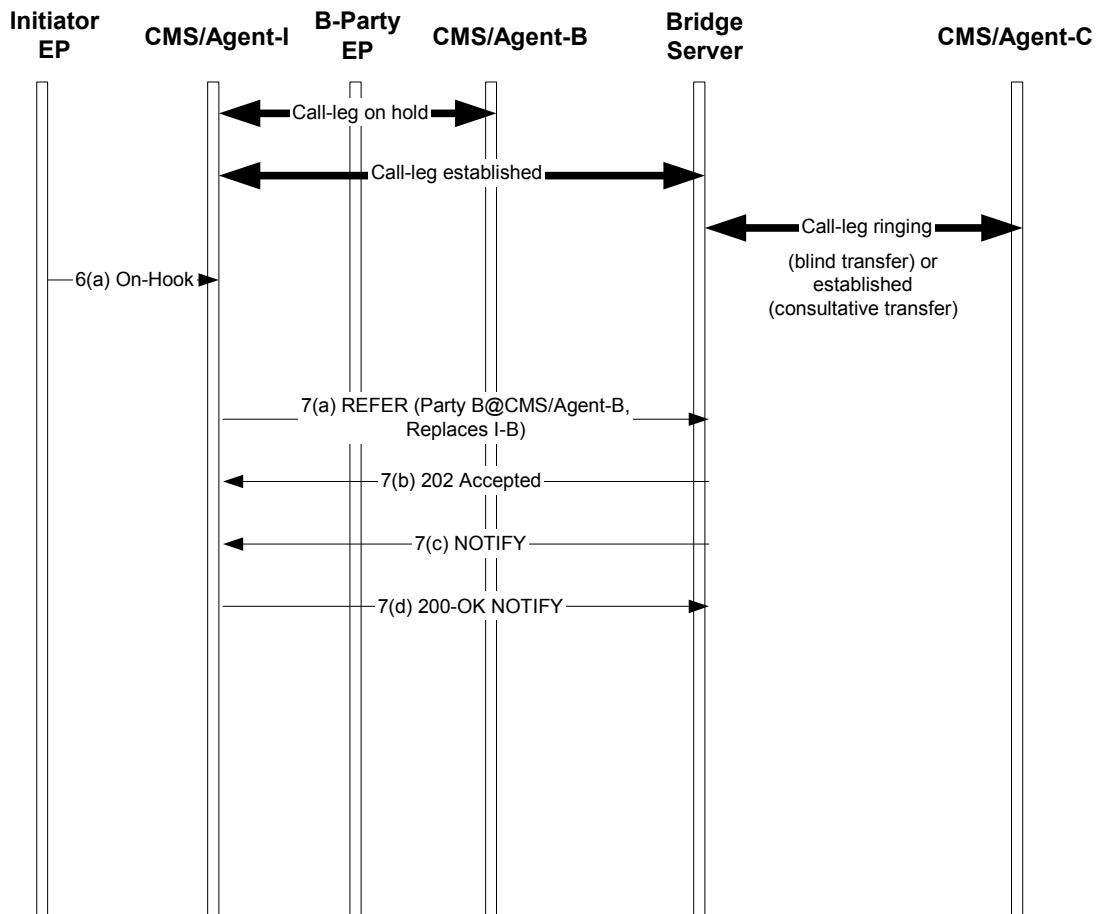 Initiator
EP
CMS/Agent-I
B-Party
EP
CMS/Agent-B
Bridge
Server
CMS/Agent-C
Call-leg on hold
Call-leg established
Call-leg ringing
(blind transfer) or
established
(consultative transfer)
6(a) On-Hook
7(a) REFER (Party B@CMS/Agent-B,
Replaces I-B)
7(b) 202 Accepted
7(c) NOTIFY
7(d) 200-OK NOTIFY